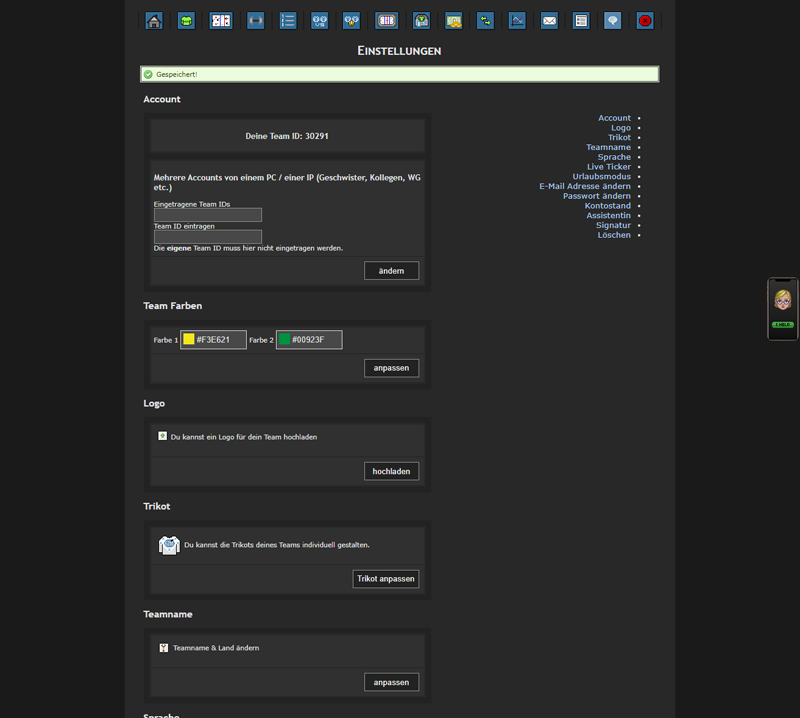 Einstellungen
Gespeichert!
Account
Deine Team ID: 30291
Mehrere Accounts von einem PC / einer IP (Geschwister, Kollegen, WG
etc.)
Eingetragene Team IDs
Team ID eintragen
Die eigene Team ID muss hier nicht eingetragen werden.
ändern
Team Farben
Farbe 1 #F3E621 Farbe 2 #00923F
anpassen
Logo
Du kannst ein Logo für dein Team hochladen
hochladen
Trikot
Du kannst die Trikots deines Teams individuell gestalten.
Trikot anpassen
Teamname
Teamname & Land ändern
anpassen
Sprache
Account
Logo
Trikot
Teamname
Sprache
Live Ticker
Urlaubsmodus
E-Mail Adresse ändern
Passwort ändern
Kontostand
Assistentin
Signatur
Löschen